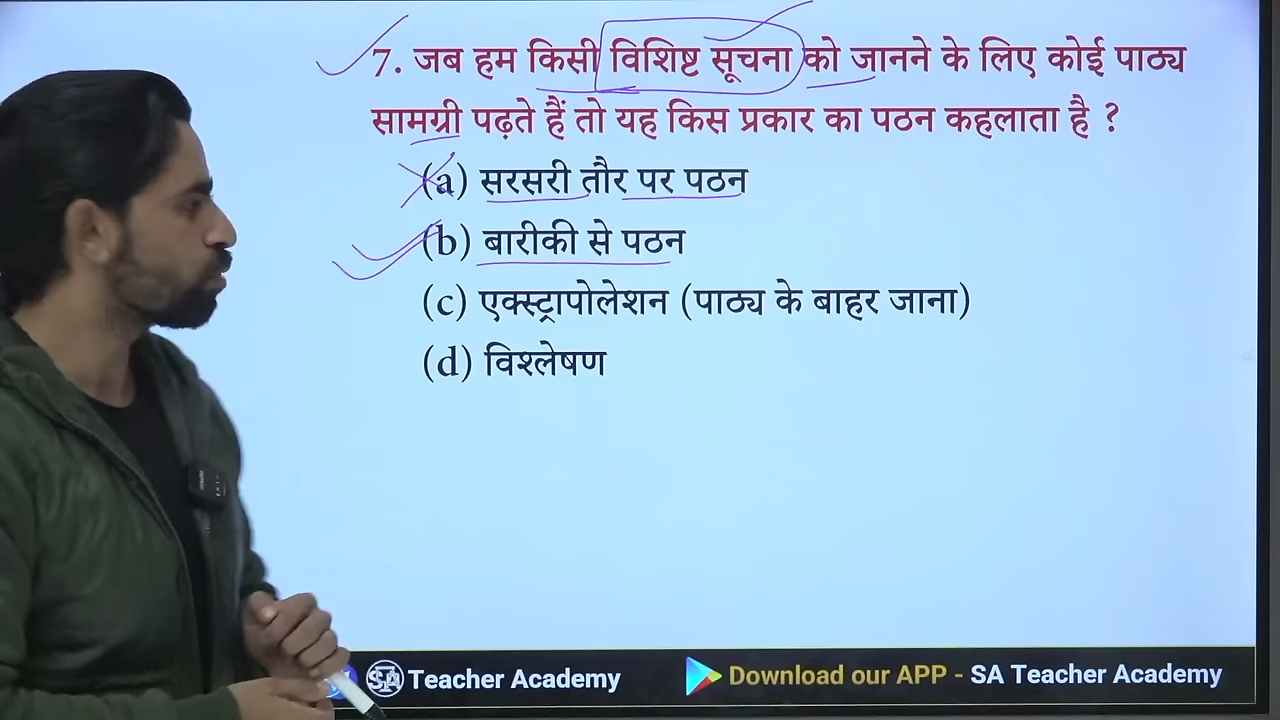 7. जब हम किसी विशिष्ट सूचना को जानने के लिए कोई पाठ्य
सामग्री पढ़ते हैं तो यह किस प्रकार का पठन कहलाता है ?
(a) सरसरी तौर पर पठन
(b) बारीकी से पठन
(c) एक्स्ट्रापोलेशन (पाठ्य के बाहर जाना)
(d) विश्लेषण
SA Teacher Academy
Download our APP - SA Teacher Academy